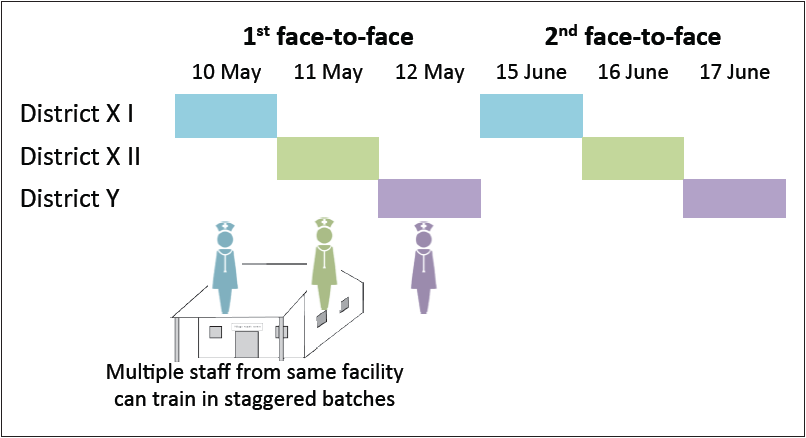 1st face-to-face 2nd face-to-face
10 May 11 May 12 May 15 June 16 June 17 June
District X I
District X II
District Y
Multiple staff from same facility
can train in staggered batches